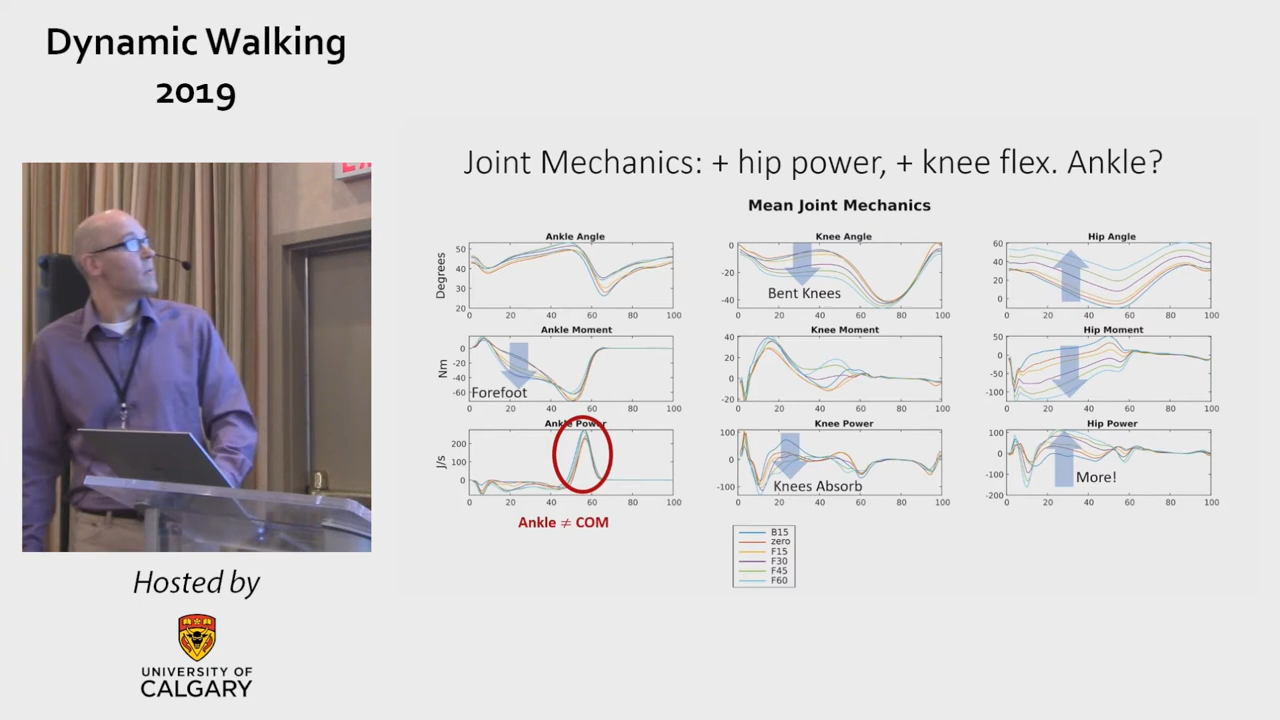 Dynamic Walking
2019
EXI
Hosted by
UNIVERSITY OF
CALGARY
Joint Mechanics: + hip power, + knee flex. Ankle?
Mean Joint Mechanics
Ankle Angle
Degrees
50
40
30
20
0 20 40 60 80 100
Knee Angle
0
-20
-40
Bent Knees
0 20 40 60 80 100
Hip Angle
60
40
20
0
0 20 40 60 80 100
Ankle Moment
Nm
0
-20
-40
-60
Forefoot
0 20 40 60 80 100
Knee Moment
40
20
0
-20
0 20 40 60 80 100
Hip Moment
50
0
-50
-100
0 20 40 60 80 100
Ankle Power
J/s
200
100
0
0 20 40 60 80 100
Ankle ≠ COM
Knee Power
100
0
-100
Knees Absorb
0 20 40 60 80 100
Hip Power
100
0
-100
-200
More!
0 20 40 60 80 100
B15
zero
F15
F30
F45
F60